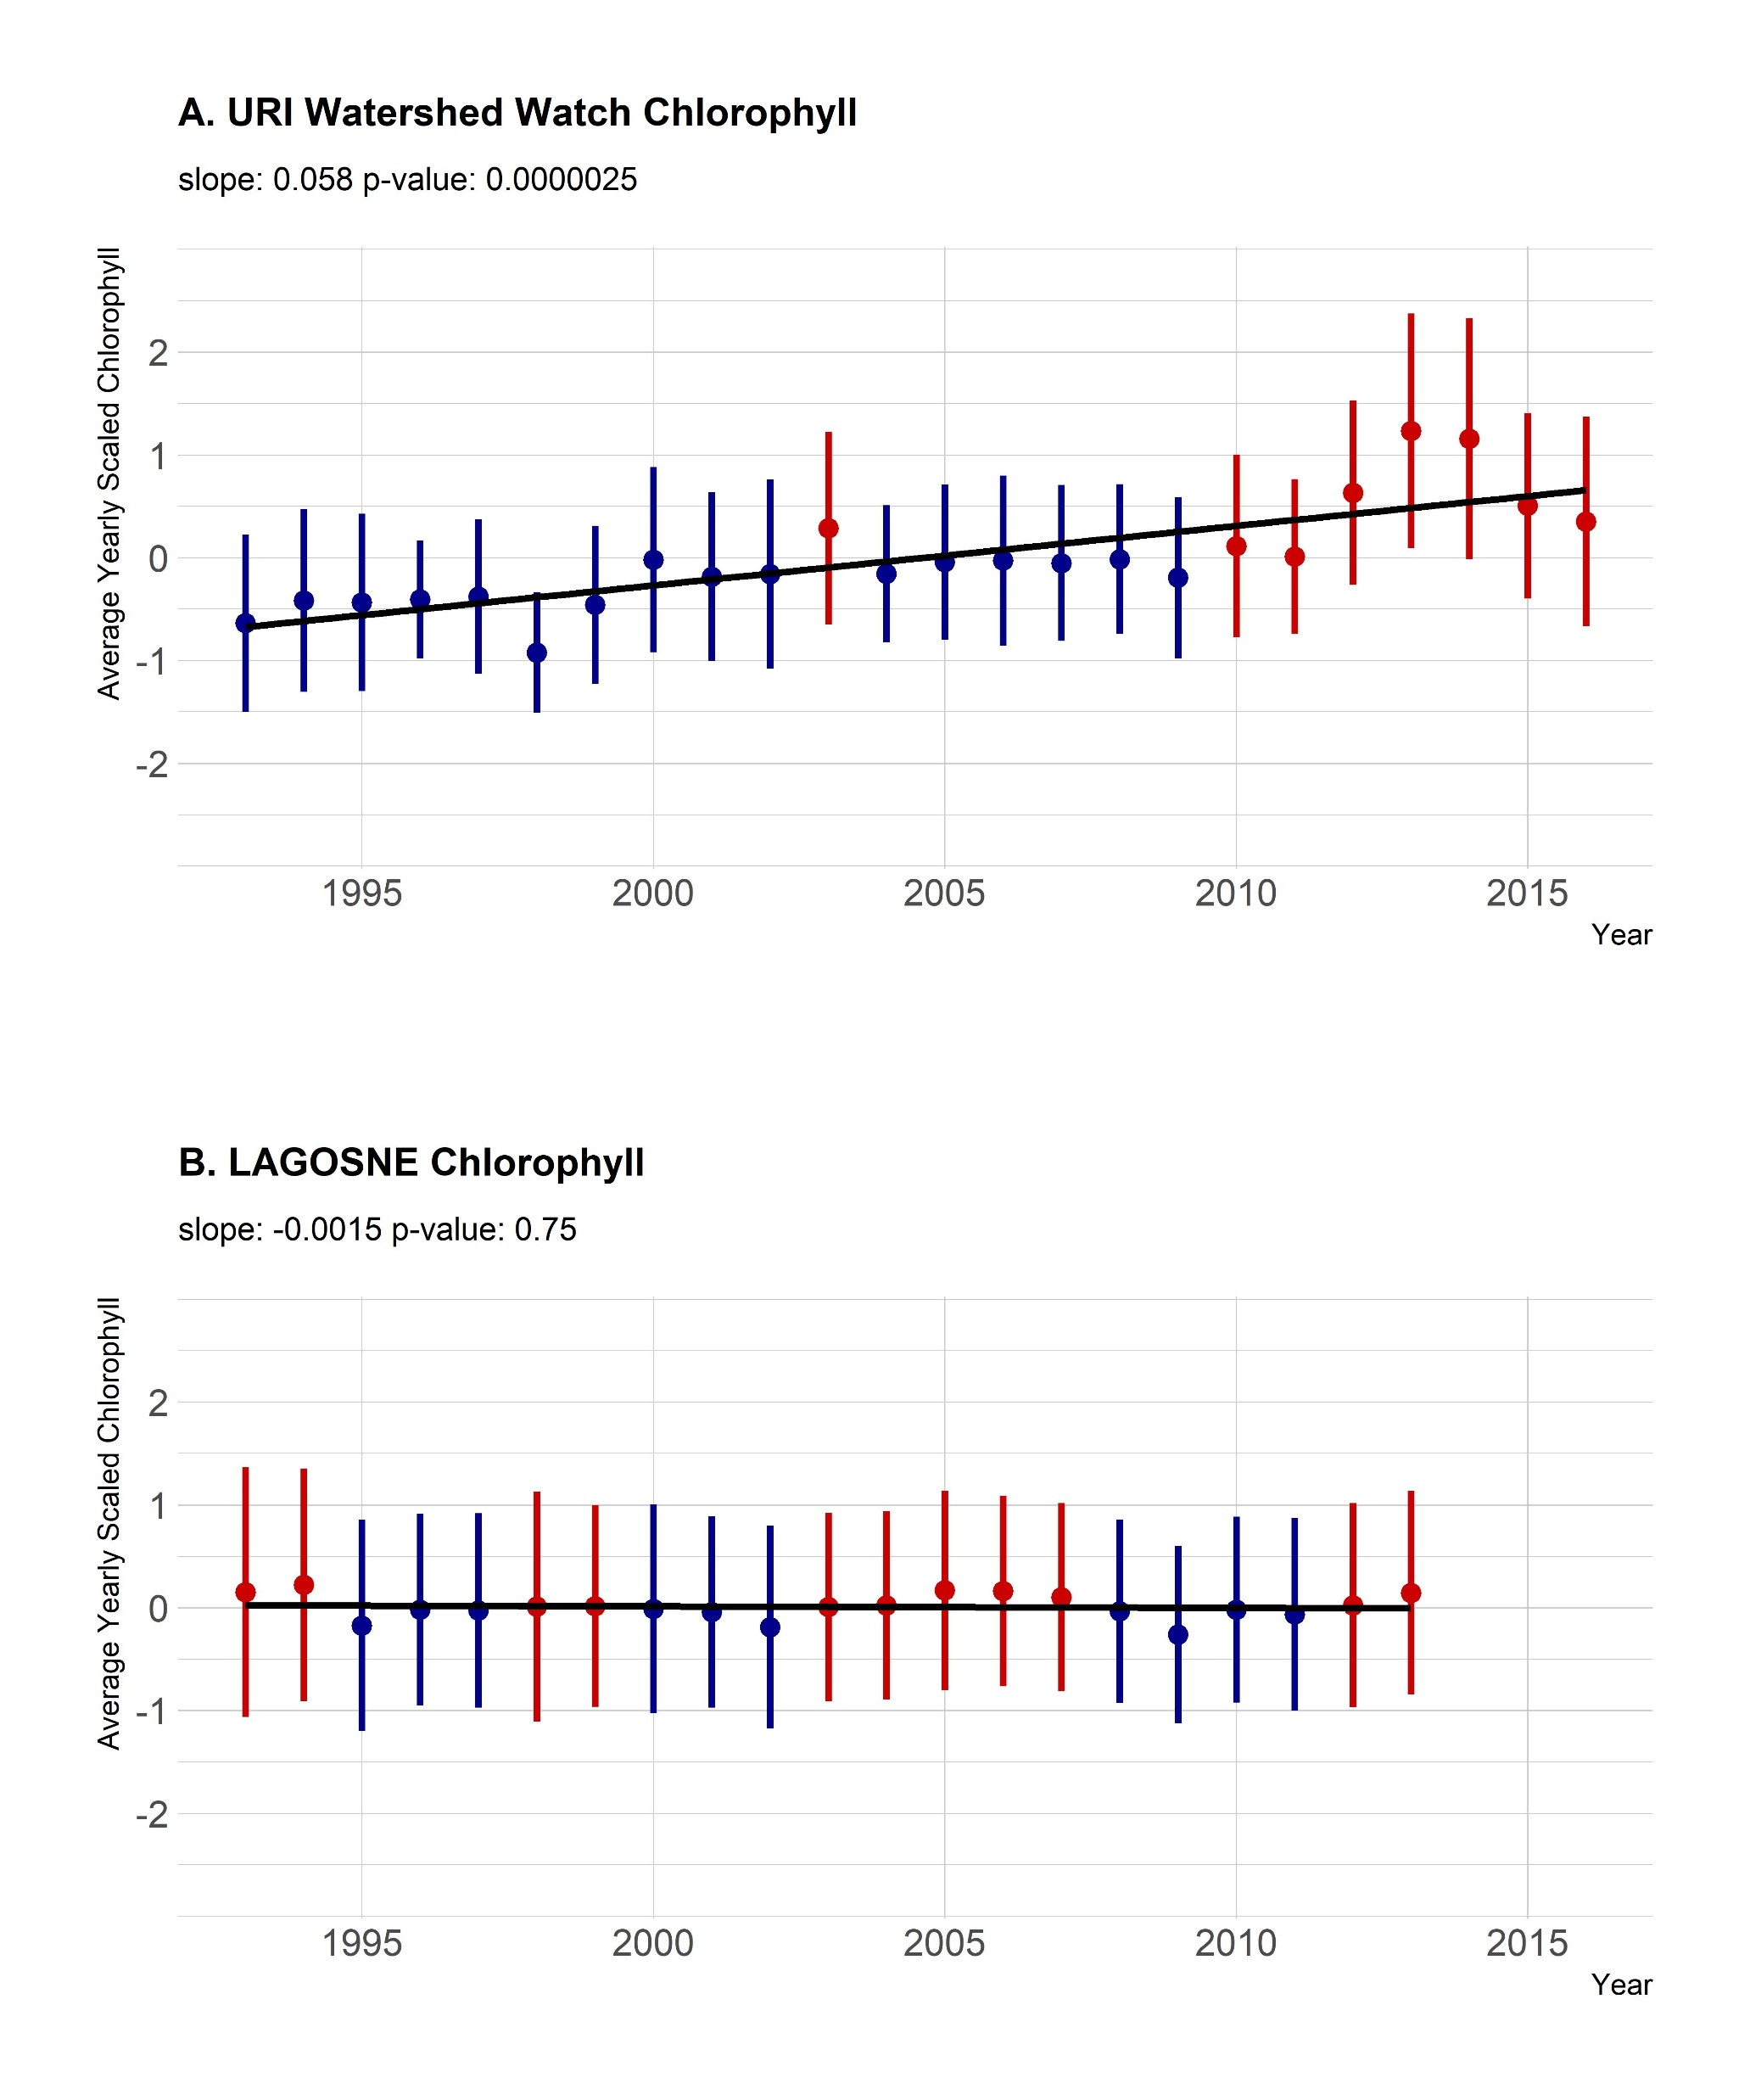 A. URI Watershed Watch Chlorophyll
slope: 0.058 p-value: 0.0000025
Average Yearly Scaled Chlorophyll
2
1
0
-1
-2
1995 2000 2005 2010 2015
Year
B. LAGOSNE Chlorophyll
slope: -0.0015 p-value: 0.75
Average Yearly Scaled Chlorophyll
2
1
0
-1
-2
1995 2000 2005 2010 2015
Year